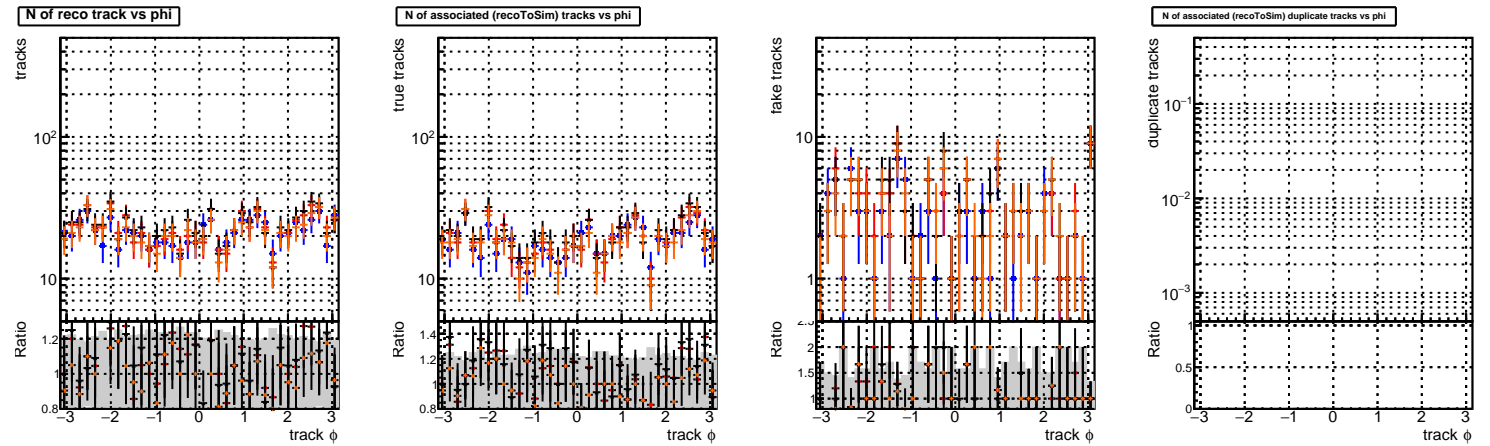 N of reco track vs phi
tracks
10²
10
Ratio
1.2
1
0.8
−3 −2 −1 0 1 2 3
track ϕ
N of associated (recoToSim) tracks vs phi
true tracks
10²
10
Ratio
1.4
1.2
1
0.8
−3 −2 −1 0 1 2 3
track ϕ
fake tracks
10
1
Ratio
2.5
2
1.5
1
−3 −2 −1 0 1 2 3
track ϕ
N of associated (recoToSim) duplicate tracks vs phi
duplicate tracks
10⁻¹
10⁻²
10⁻³
Ratio
1
0.5
0
−3 −2 −1 0 1 2 3
track ϕ